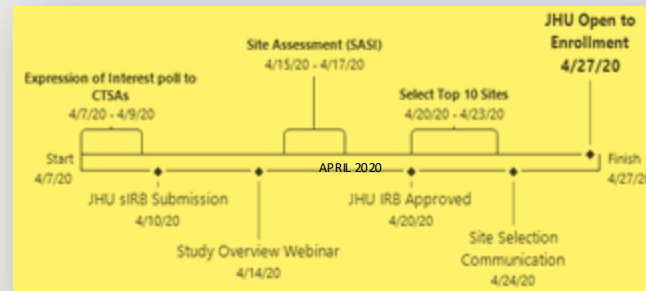 JHU Open to
Enrollment
4/27/20
Site Assessment (SASI)
4/15/20 - 4/17/20
Expression of Interest poll to
CTSAs
4/7/20 - 4/9/20
Select Top 10 Sites
4/20/20 - 4/23/20
Start
4/7/20
APRIL 2020
Finish
4/27/20
JHU sIRB Submission
4/10/20
JHU IRB Approved
4/20/20
Study Overview Webinar
4/14/20
Site Selection
Communication
4/24/20